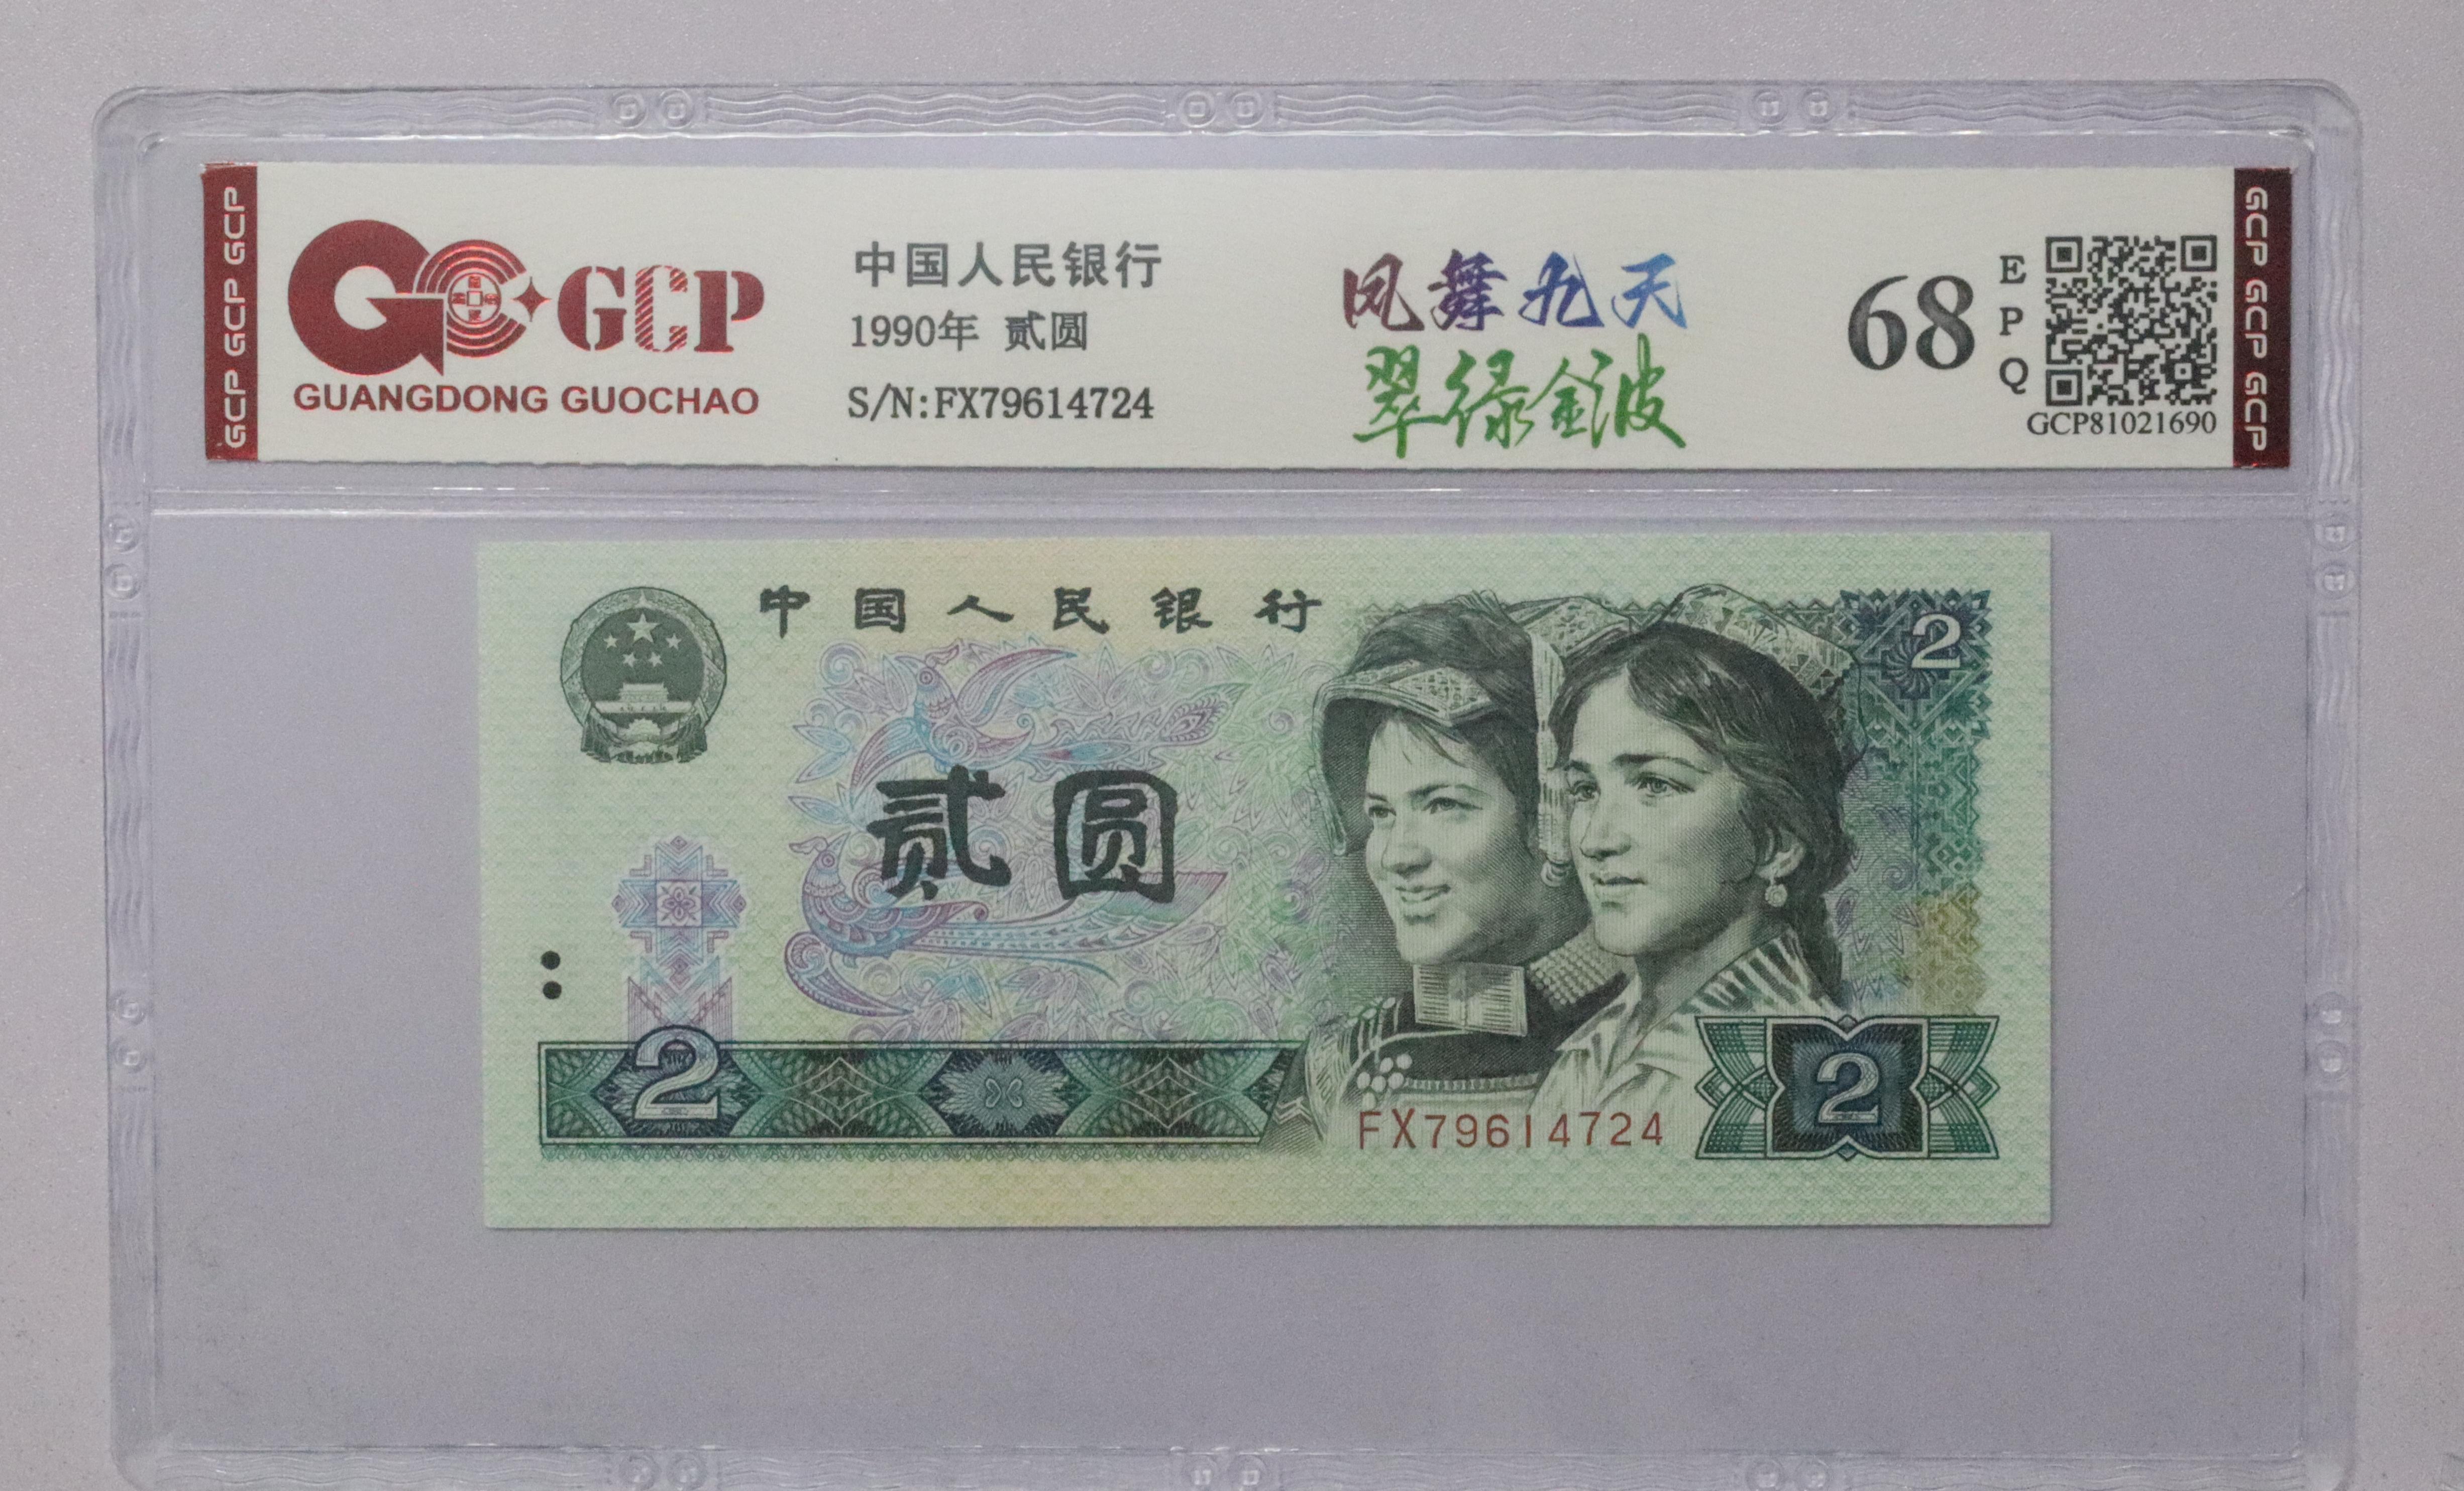 GCP GCP GCP
GCP
GUANGDONG GUOCHAO
中国人民银行
1990年 贰圆
S/N:FX79614724
凤舞九天
翠绿金波
68
E
P
Q
GCP81021690
GCP GCP GCP
中国人民银行
2
贰圆
2
FX79614724
2